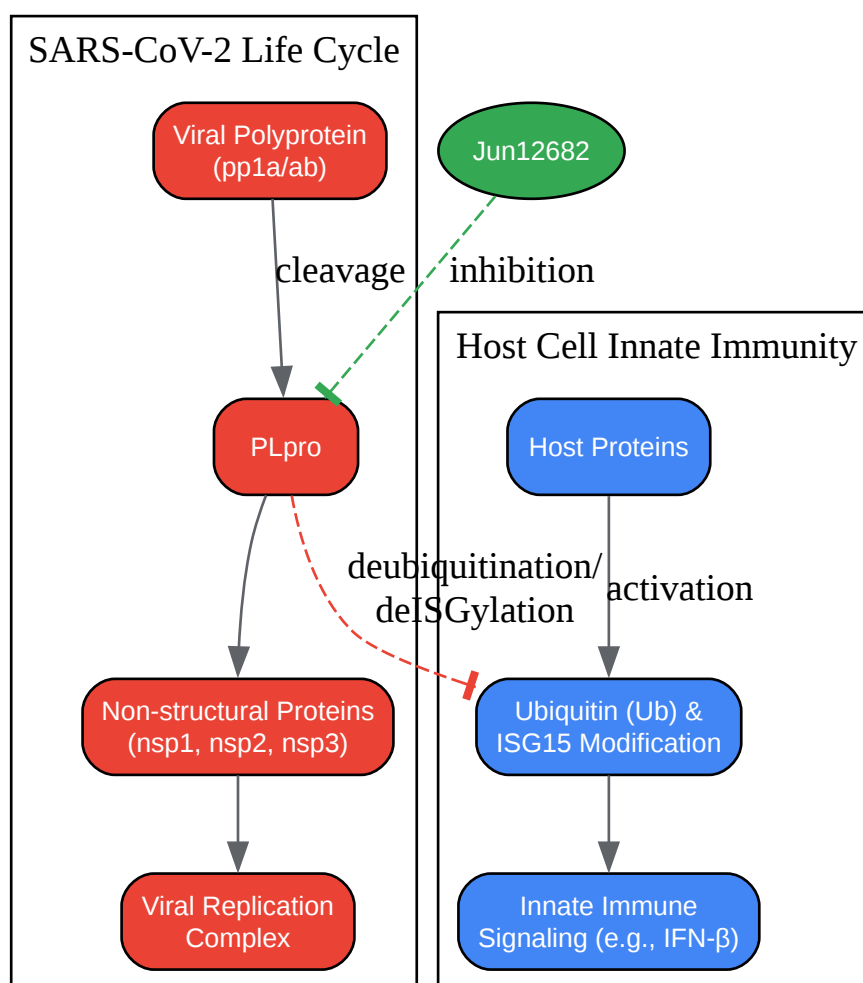 SARS-CoV-2 Life Cycle
Viral Polyprotein
(pp1a/ab)
Jun12682
cleavage
inhibition
Host Cell Innate Immunity
PLpro
Host Proteins
deubiquitination/
deISGylation
activation
Non-structural Proteins
(nsp1, nsp2, nsp3)
Ubiquitin (Ub) &
ISG15 Modification
Viral Replication
Complex
Innate Immune
Signaling (e.g., IFN-β)